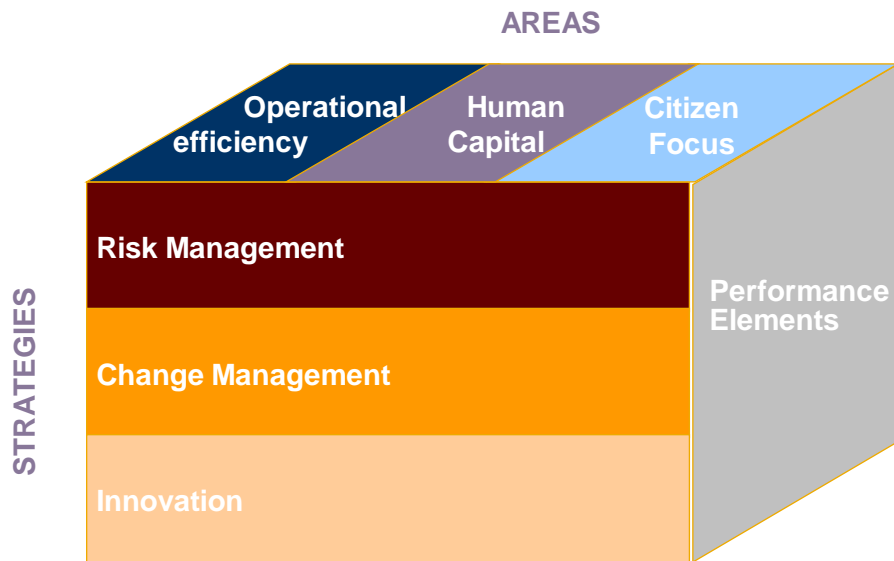 AREAS
Operational
efficiency
Human
Capital
Citizen
Focus
Risk Management
Performance
Elements
Change Management
Innovation
STRATEGIES